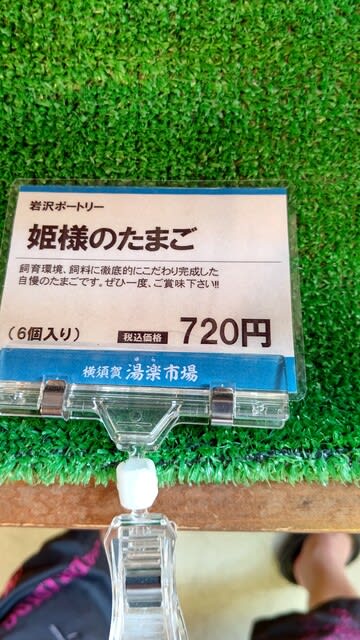 岩沢ポートリー
姫様のたまご
飼育環境、飼料に徹底的にこだわり完成した
自慢のたまごです。ぜひ一度、ご賞味下さい!!
(6個入り) 税込価格 720円
横須賀 湯楽市場